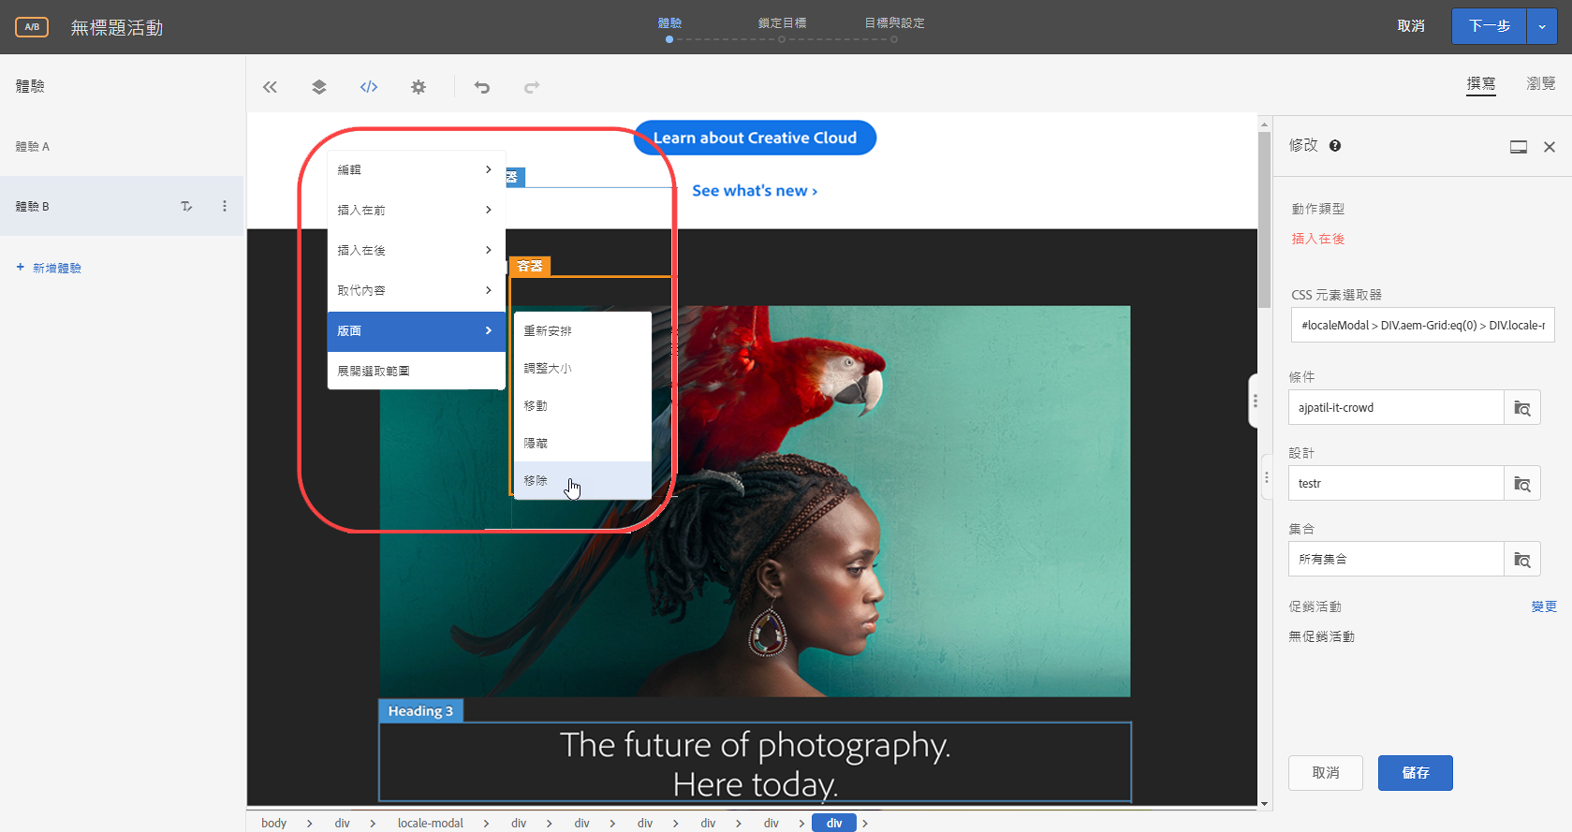 A/B
無標題活動
體驗
鎖定目標
目標與設定
取消
下一步
體驗
撰寫
瀏覽
體驗 A
體驗 B
+ 新增體驗
Learn about Creative Cloud
See what's new ›
器
容器
編輯
插入在前
插入在後
取代內容
版面
展開選取範圍
重新安排
調整大小
移動
隱藏
移除
Heading 3
The future of photography.
Here today.
修改
動作類型
插入在後
CSS 元素選取器
#localeModal > DIV.aem-Grid:eq(0) > DIV.locale-r
條件
ajpatil-it-crowd
設計
testr
集合
所有集合
促銷活動
變更
無促銷活動
取消
儲存
body > div > locale-modal > div > div > div > div > div > div >